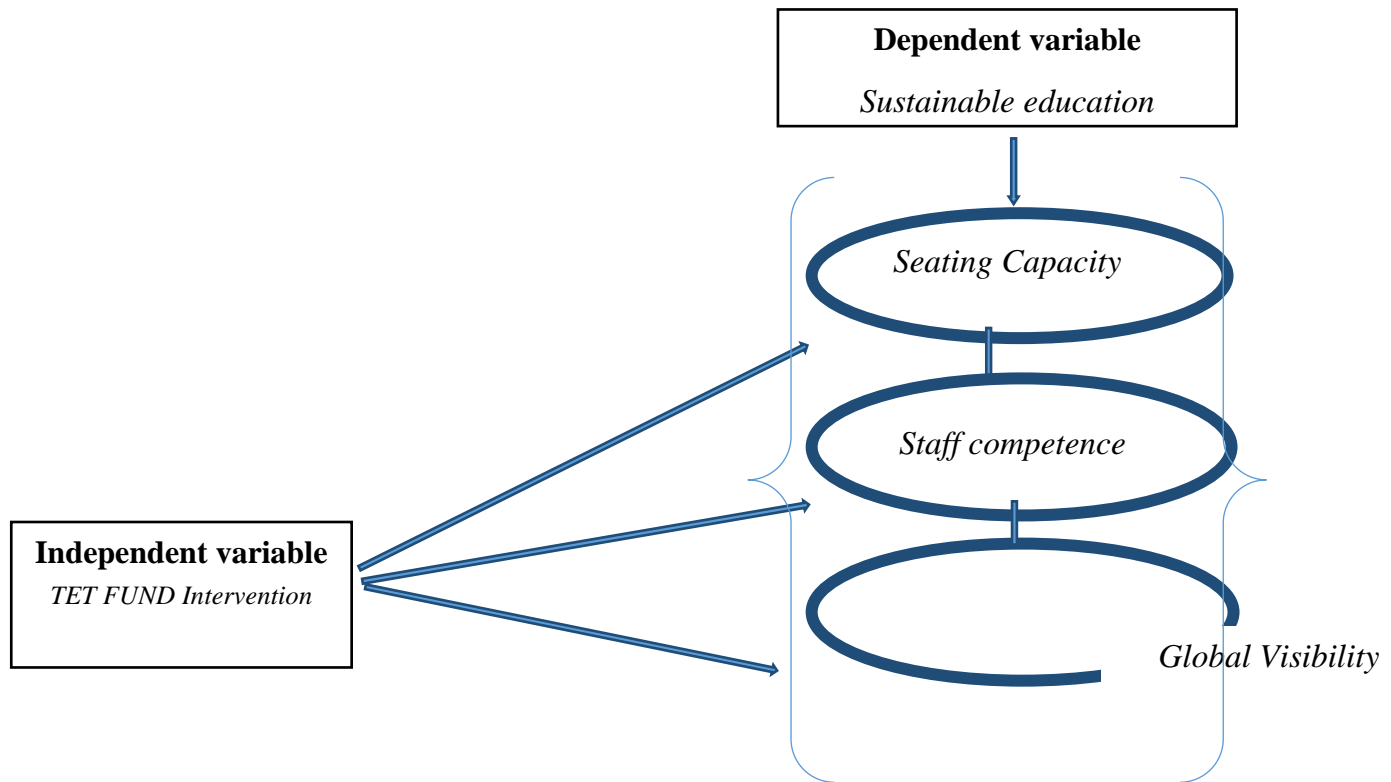 Dependent variable
Sustainable education
Seating Capacity
Staff competence
Independent variable
TET FUND Intervention
Global Visibility